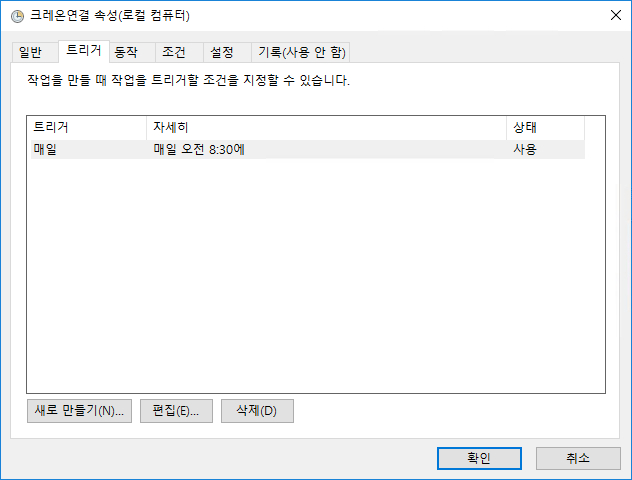 크레온연결 속성(로컬 컴퓨터)
일반 트리거 동작 조건 설정 기록(사용 안 함)
작업을 만들 때 작업을 트리거할 조건을 지정할 수 있습니다.
트리거 자세히 상태
매일 매일 오전 8:30에 사용
새로 만들기(N)... 편집(E)... 삭제(D)
확인 취소